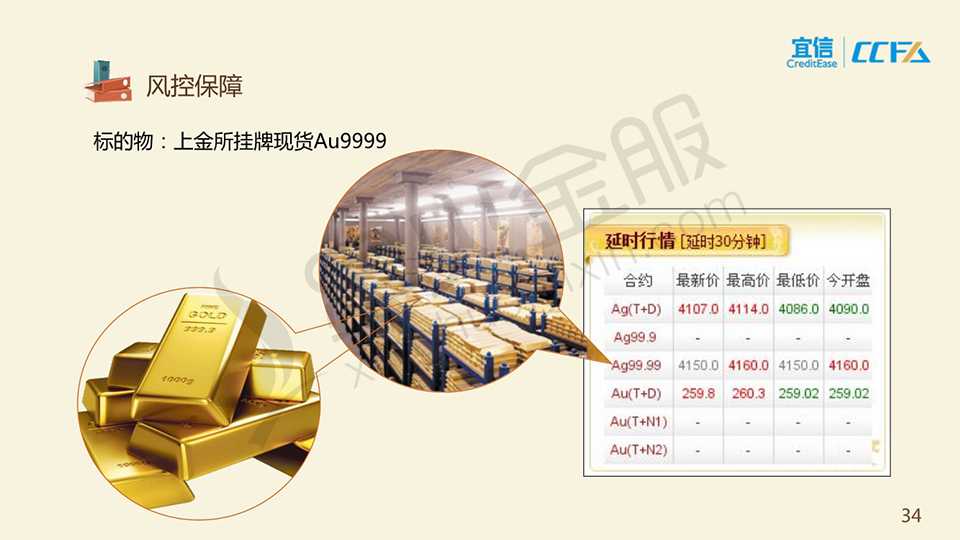 宜信
CreditEase
CCFA
风控保障
标的物：上金所挂牌现货Au9999
延时行情 [延时30分钟]
合约 最新价 最高价 最低价 今开盘
Ag(T+D) 4107.0 4114.0 4086.0 4090.0
Ag99.9 - - - -
Ag99.99 4150.0 4160.0 4150.0 4160.0
Au(T+D) 259.8 260.3 259.02 259.02
Au(T+N1) - - - -
Au(T+N2) - - - -
GOLD
999.9
1000g
金服
34